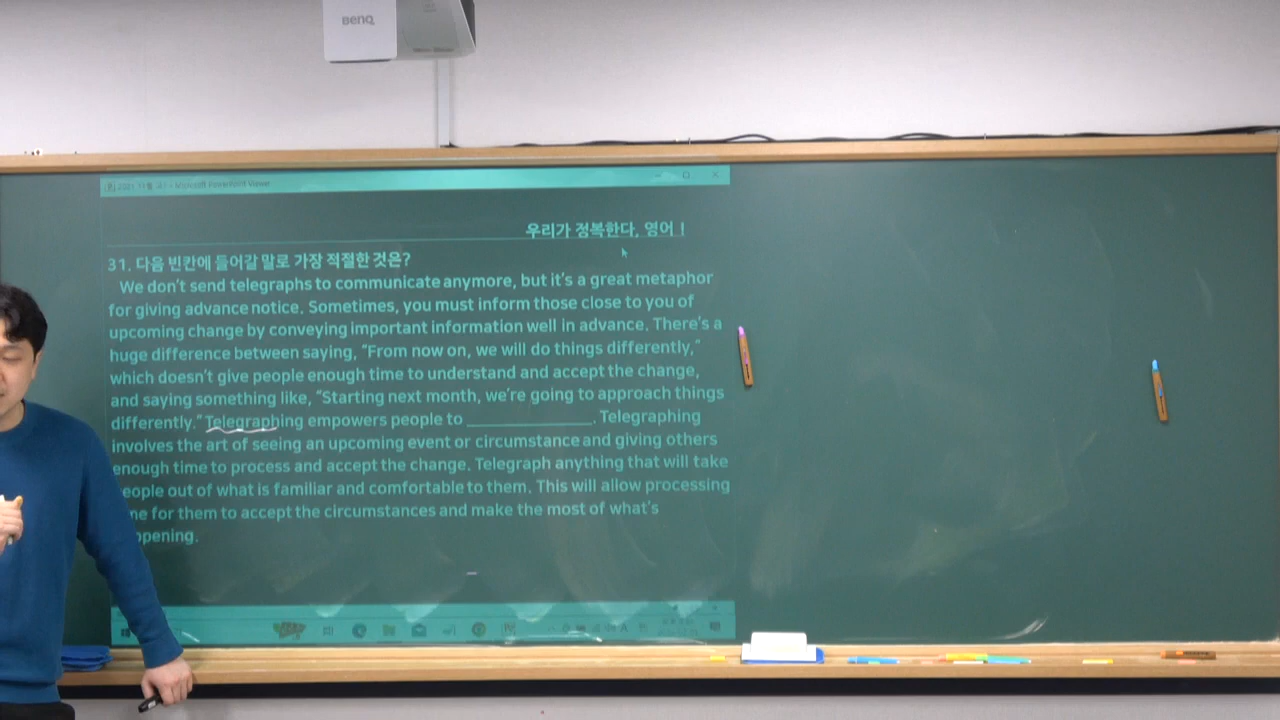 BenQ
Microsoft PowerPoint Viewer
우리가 정복한다, 영어 !
31. 다음 빈칸에 들어갈 말로 가장 적절한 것은?
We don't send telegraphs to communicate anymore, but it's a great metaphor
for giving advance notice. Sometimes, you must inform those close to you of
upcoming change by conveying important information well in advance. There's a
huge difference between saying, "From now on, we will do things differently,"
which doesn't give people enough time to understand and accept the change,
and saying something like, "Starting next month, we're going to approach things
differently." Telegraphing empowers people to ____________. Telegraphing
involves the art of seeing an upcoming event or circumstance and giving others
enough time to process and accept the change. Telegraph anything that will take
eople out of what is familiar and comfortable to them. This will allow processing
me for them to accept the circumstances and make the most of what's
opening.